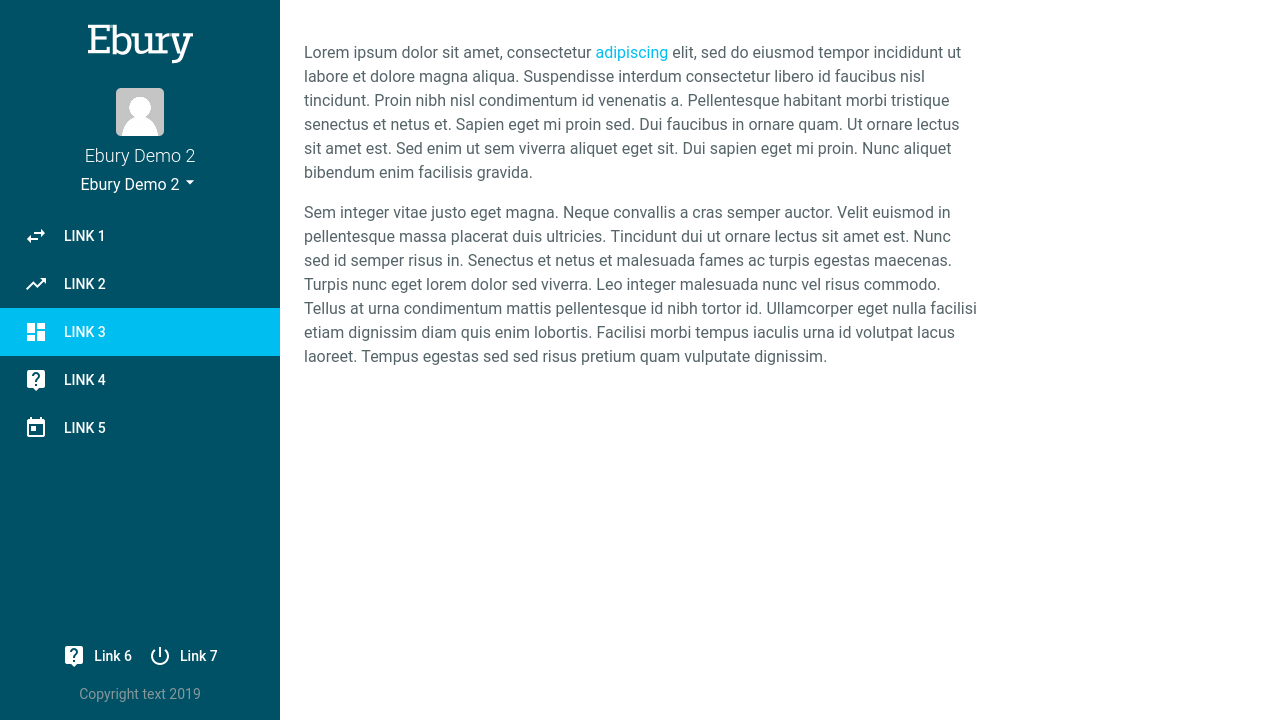 Ebury
Ebury Demo 2
Ebury Demo 2
LINK 1
LINK 2
LINK 3
LINK 4
LINK 5
Link 6
Link 7
Copyright text 2019
Lorem ipsum dolor sit amet, consectetur adipiscing elit, sed do eiusmod tempor incididunt ut
labore et dolore magna aliqua. Suspendisse interdum consectetur libero id faucibus nisl
tincidunt. Proin nibh nisl condimentum id venenatis a. Pellentesque habitant morbi tristique
senectus et netus et. Sapien eget mi proin sed. Dui faucibus in ornare quam. Ut ornare lectus
sit amet est. Sed enim ut sem viverra aliquet eget sit. Dui sapien eget mi proin. Nunc aliquet
bibendum enim facilisis gravida.
Sem integer vitae justo eget magna. Neque convallis a cras semper auctor. Velit euismod in
pellentesque massa placerat duis ultricies. Tincidunt dui ut ornare lectus sit amet est. Nunc
sed id semper risus in. Senectus et netus et malesuada fames ac turpis egestas maecenas.
Turpis nunc eget lorem dolor sed viverra. Leo integer malesuada nunc vel risus commodo.
Tellus at urna condimentum mattis pellentesque id nibh tortor id. Ullamcorper eget nulla facilisi
etiam dignissim diam quis enim lobortis. Facilisi morbi tempus iaculis urna id volutpat lacus
laoreet. Tempus egestas sed sed risus pretium quam vulputate dignissim.